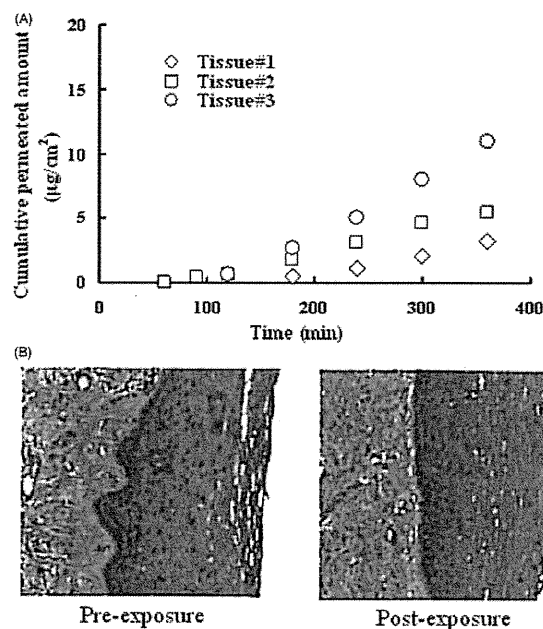 (A)
Cumulative permeated amount
(µg/cm²)
20
15
10
5
0
Tissue#1
Tissue#2
Tissue#3
0
100
200
300
400
Time (min)
(B)
Pre-exposure
Post-exposure